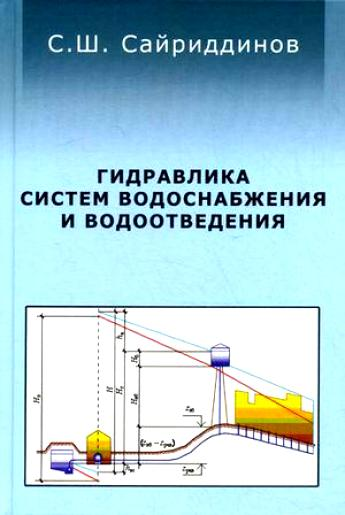 С.Ш. Сайриддинов
ГИДРАВЛИКА
СИСТЕМ ВОДОСНАБЖЕНИЯ
И ВОДООТВЕДЕНИЯ